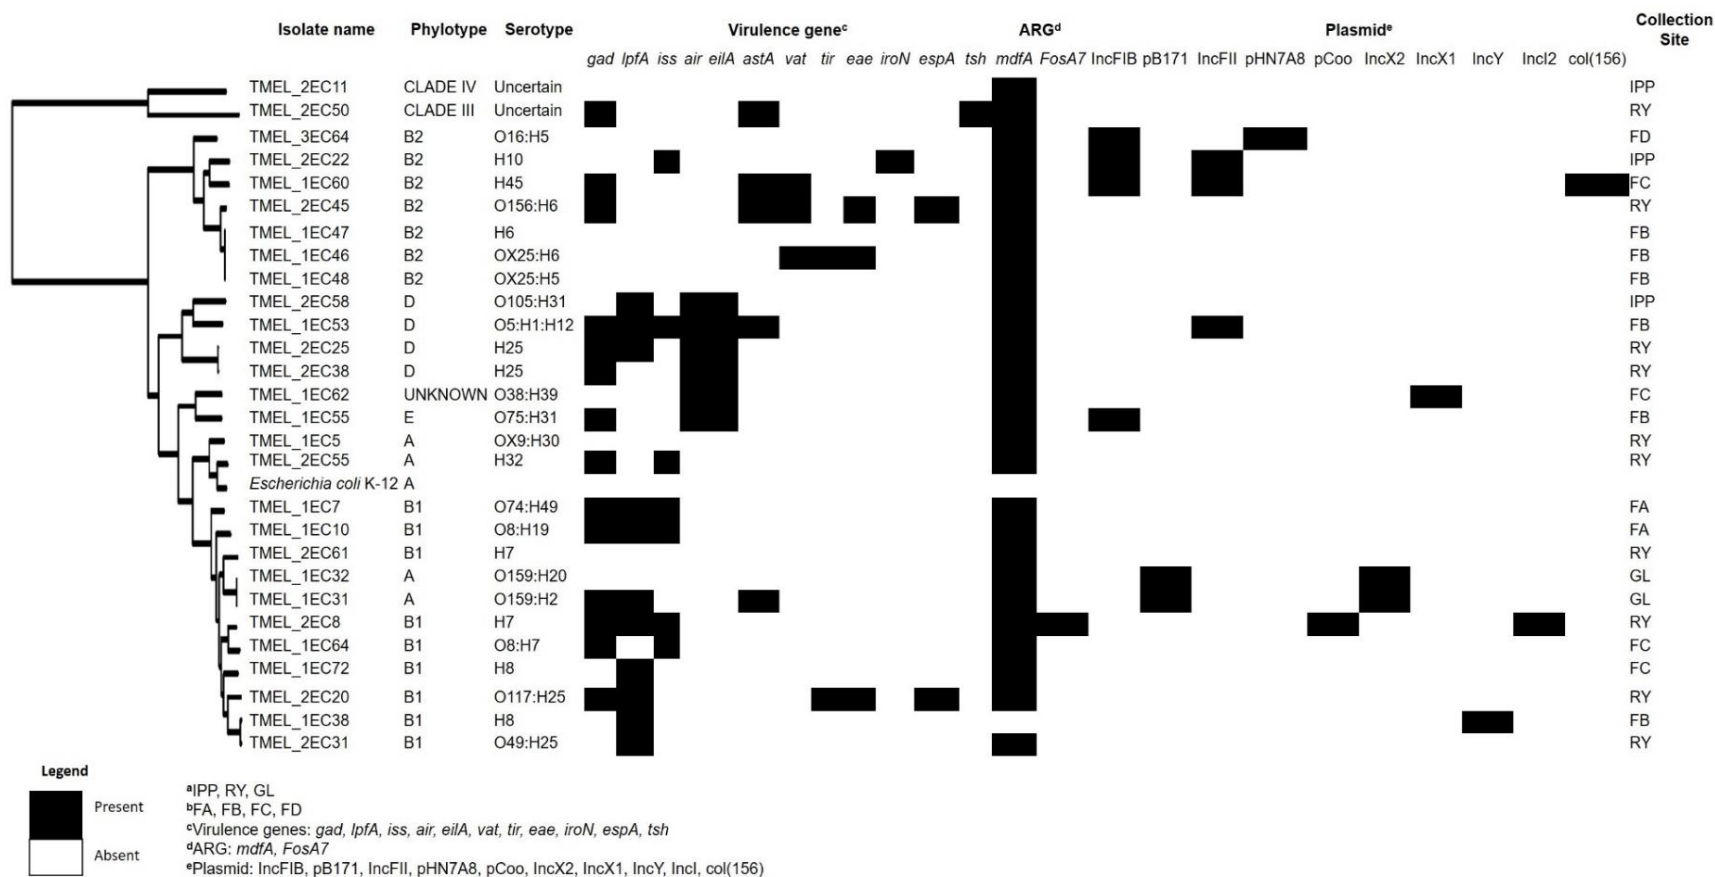 Isolate name Phylotype Serotype Virulence geneᶜ ARGᵈ Plasmidᵉ Collection Site
gad lpfA iss air eilA astA vat tir eae iroN espA tsh mdfA FosA7 IncFIB pB171 IncFII pHN7A8 pCoo IncX2 IncX1 IncY IncI2 col(156)
TMEL_2EC11 CLADE IV Uncertain IPP
TMEL_2EC50 CLADE III Uncertain RY
TMEL_3EC64 B2 O16:H5 FD
TMEL_2EC22 B2 H10 IPP
TMEL_1EC60 B2 H45 FC
TMEL_2EC45 B2 O156:H6 RY
TMEL_1EC47 B2 H6 FB
TMEL_1EC46 B2 OX25:H6 FB
TMEL_1EC48 B2 OX25:H5 FB
TMEL_2EC58 D O105:H31 IPP
TMEL_1EC53 D O5:H1:H12 FB
TMEL_2EC25 D H25 RY
TMEL_2EC38 D H25 RY
TMEL_1EC62 UNKNOWN O38:H39 FC
TMEL_1EC55 E O75:H31 FB
TMEL_1EC5 A OX9:H30 RY
TMEL_2EC55 A H32 RY
Escherichia coli K-12 A
TMEL_1EC7 B1 O74:H49 FA
TMEL_1EC10 B1 O8:H19 FA
TMEL_2EC61 B1 H7 RY
TMEL_1EC32 A O159:H20 GL
TMEL_1EC31 A O159:H2 GL
TMEL_2EC8 B1 H7 RY
TMEL_1EC64 B1 O8:H7 FC
TMEL_1EC72 B1 H8 FC
TMEL_2EC20 B1 O117:H25 RY
TMEL_1EC38 B1 H8 FB
TMEL_2EC31 B1 O49:H25 RY
Legend
Present
Absent
ᵃIPP, RY, GL
ᵇFA, FB, FC, FD
ᶜVirulence genes: gad, lpfA, iss, air, eilA, vat, tir, eae, iroN, espA, tsh
ᵈARG: mdfA, FosA7
ᵉPlasmid: IncFIB, pB171, IncFII, pHN7A8, pCoo, IncX2, IncX1, IncY, IncI, col(156)